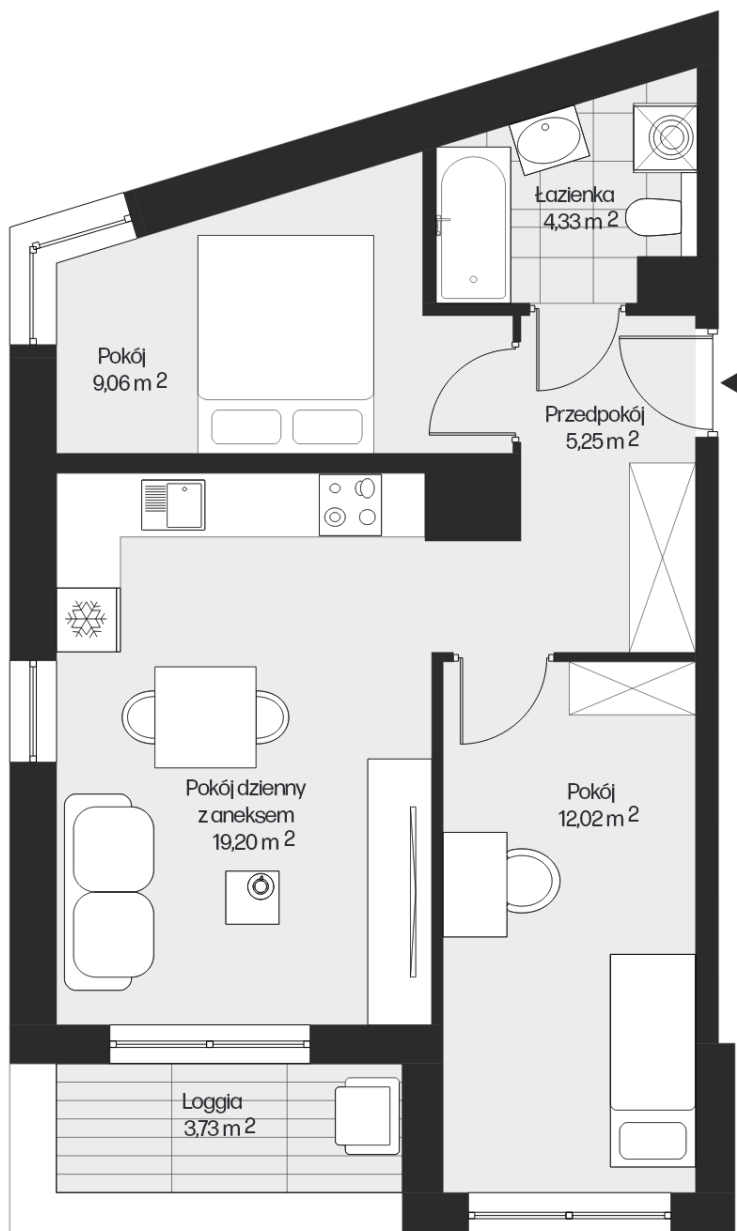 Łazienka
4,33 m 2
Pokój
9,06 m 2
Przedpokój
5,25 m 2
Pokój dzienny
z aneksem
19,20 m 2
Pokój
12,02 m 2
Loggia
3,73 m 2